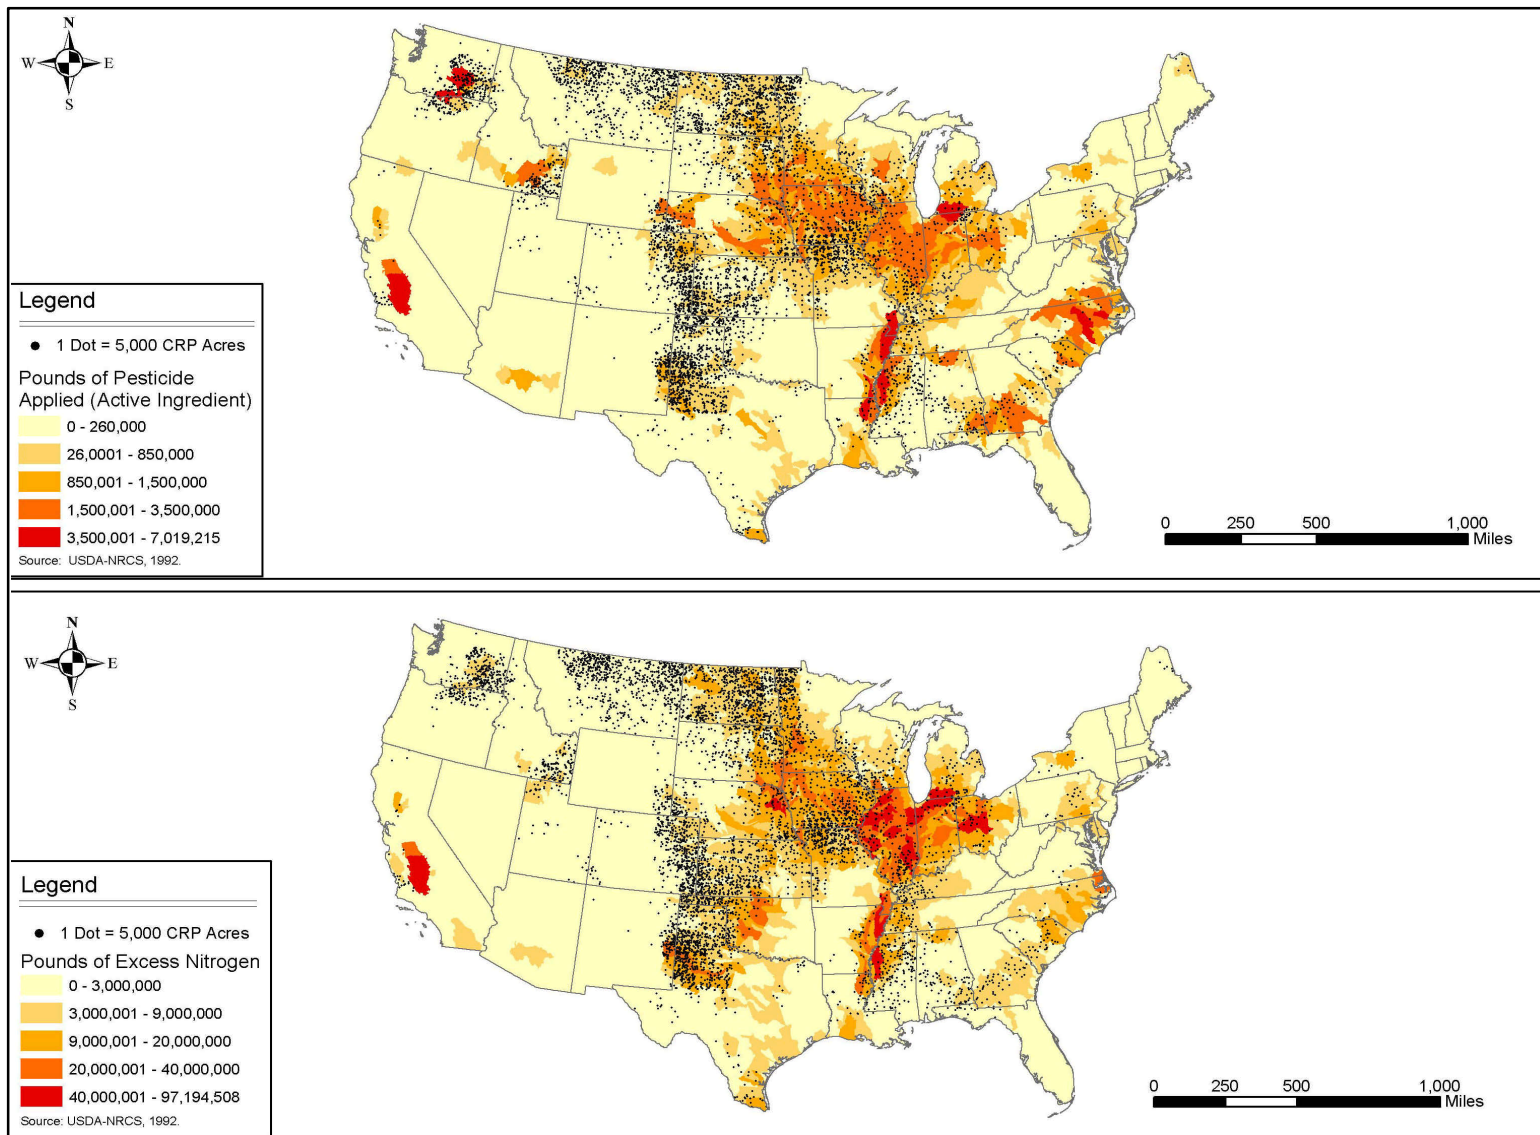 N
W E
S
Legend
1 Dot = 5,000 CRP Acres
Pounds of Pesticide
Applied (Active Ingredient)
0 - 260,000
26,0001 - 850,000
850,001 - 1,500,000
1,500,001 - 3,500,000
3,500,001 - 7,019,215
Source: USDA-NRCS, 1992.
0 250 500 1,000
Miles
N
W E
S
Legend
1 Dot = 5,000 CRP Acres
Pounds of Excess Nitrogen
0 - 3,000,000
3,000,001 - 9,000,000
9,000,001 - 20,000,000
20,000,001 - 40,000,000
40,000,001 - 97,194,508
Source: USDA-NRCS, 1992.
0 250 500 1,000
Miles